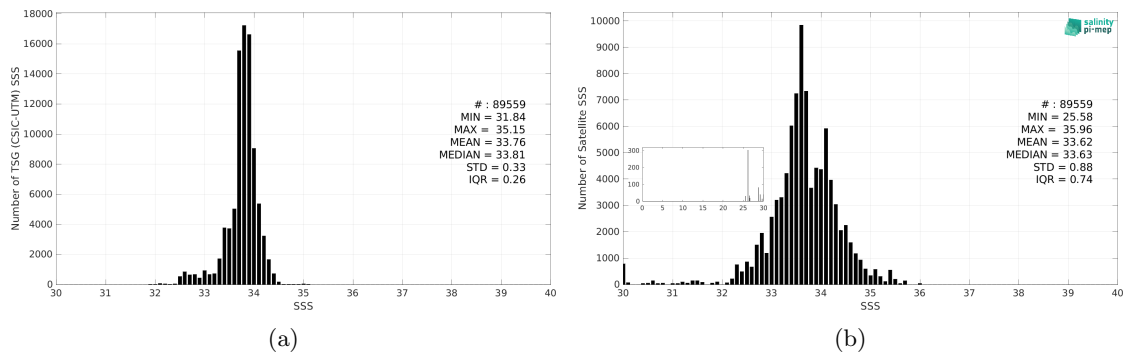 18000
16000
14000
12000
10000
8000
6000
4000
2000
0
Number of TSG (CSIC-UTM) SSS
30 31 32 33 34 35 36 37 38 39 40
SSS
# : 89559
MIN = 31.84
MAX = 35.15
MEAN = 33.76
MEDIAN = 33.81
STD = 0.33
IQR = 0.26
(a)
10000
9000
8000
7000
6000
5000
4000
3000
2000
1000
0
Number of Satellite SSS
300
200
100
0
0 5 10 15 20 25 30
30 31 32 33 34 35 36 37 38 39 40
SSS
salinity
pi-mep
# : 89559
MIN = 25.58
MAX = 35.96
MEAN = 33.62
MEDIAN = 33.63
STD = 0.88
IQR = 0.74
(b)